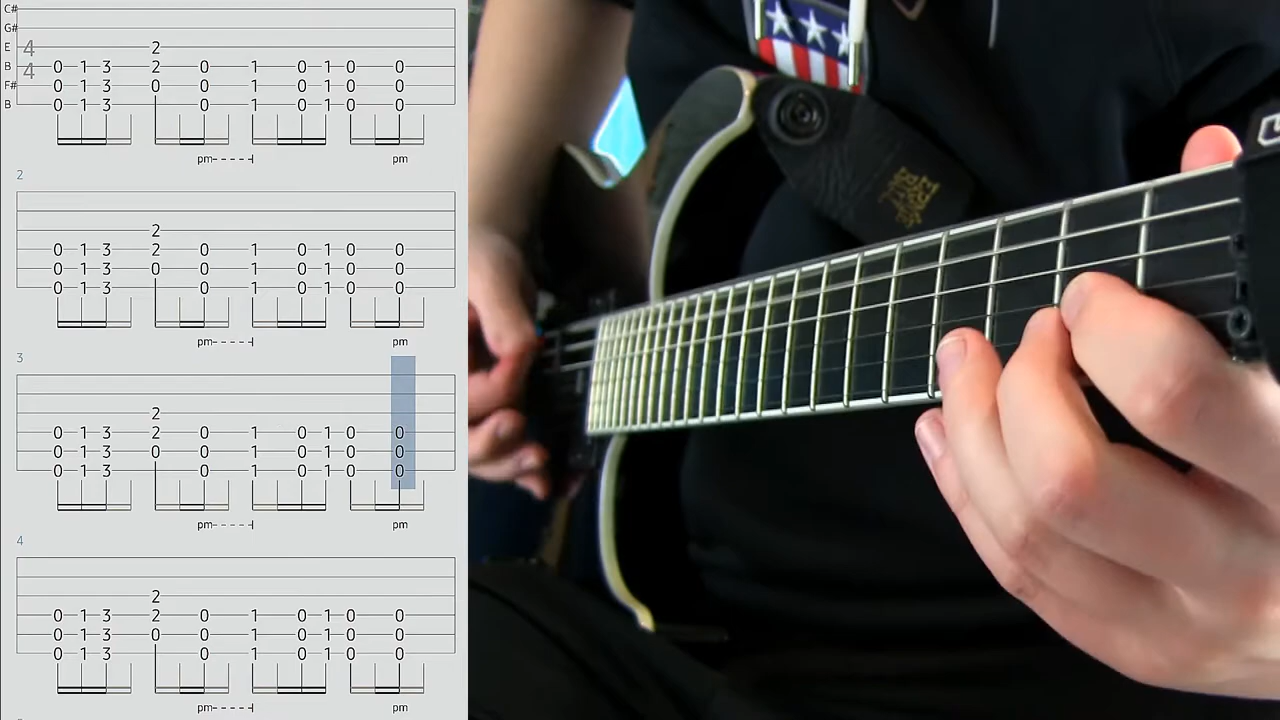 C#
G#
E 4 2
B 4 0 1 3 2 0 1 0 1 0 0
F# 0 1 3 0 0 1 0 1 0 0
B 0 1 3 0 1 0 1 0 0
pm----| pm
2
2
0 1 3 2 0 1 0 1 0 0
0 1 3 0 0 1 0 1 0 0
0 1 3 0 1 0 1 0 0
pm----| pm
3
2
0 1 3 2 0 1 0 1 0 0
0 1 3 0 0 1 0 1 0 0
0 1 3 0 1 0 1 0 0
pm----| pm
4
2
0 1 3 2 0 1 0 1 0 0
0 1 3 0 0 1 0 1 0 0
0 1 3 0 1 0 1 0 0
pm----| pm